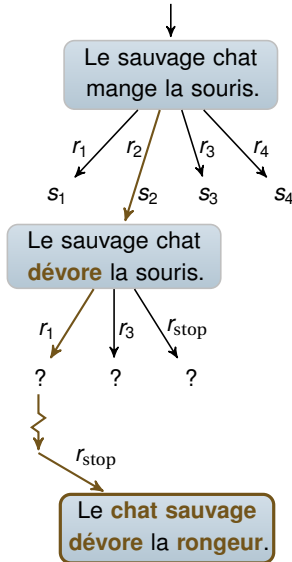 Le sauvage chat
mange la souris.
r1 r2 r3 r4
s1 s2 s3 s4
Le sauvage chat
dévore la souris.
r1 r3 rstop
? ? ?
rstop
Le chat sauvage
dévore la rongeur.